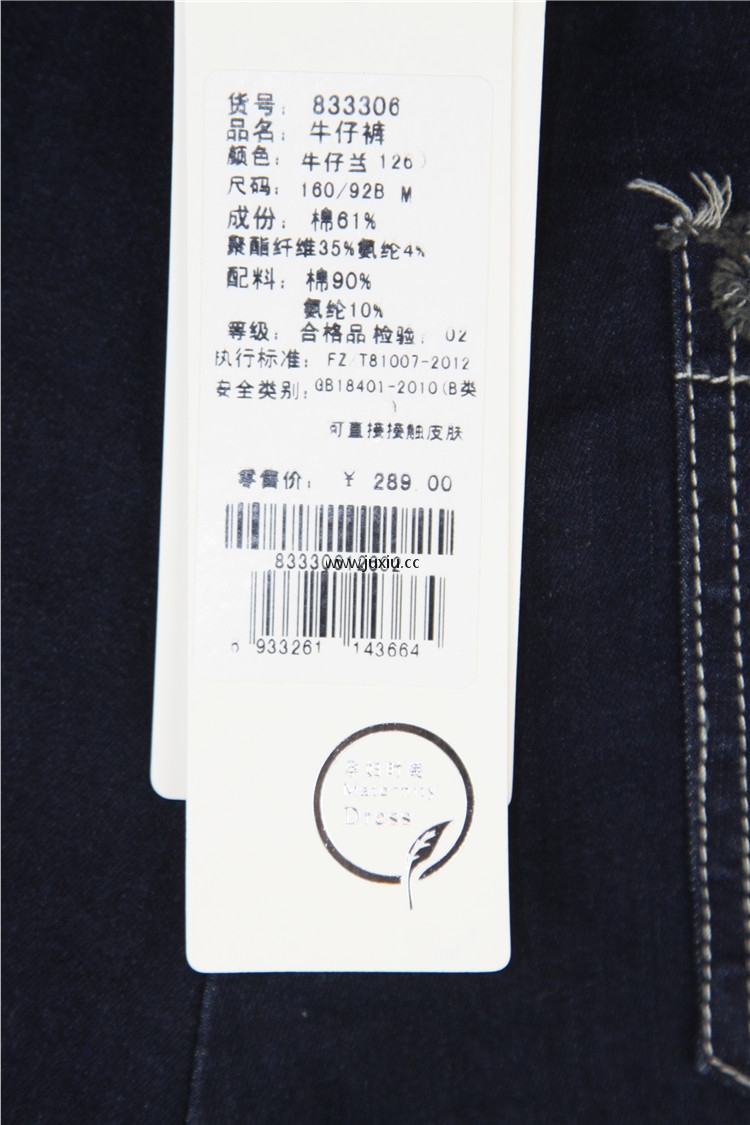 货号: 833306
品名: 牛仔裤
颜色: 牛仔兰 126)
尺码: 160/92B M
成份: 棉61%
聚酯纤维35%氨纶4%
配料: 棉90%
氨纶10%
等级: 合格品 检验: 02
执行标准: FZ/T81007-2012
安全类别: GB18401-2010(B类
)
可直接接触皮肤
零售价: ¥ 289.00
www.juxiu.cc
6 933261 143664
Maternity
Dress